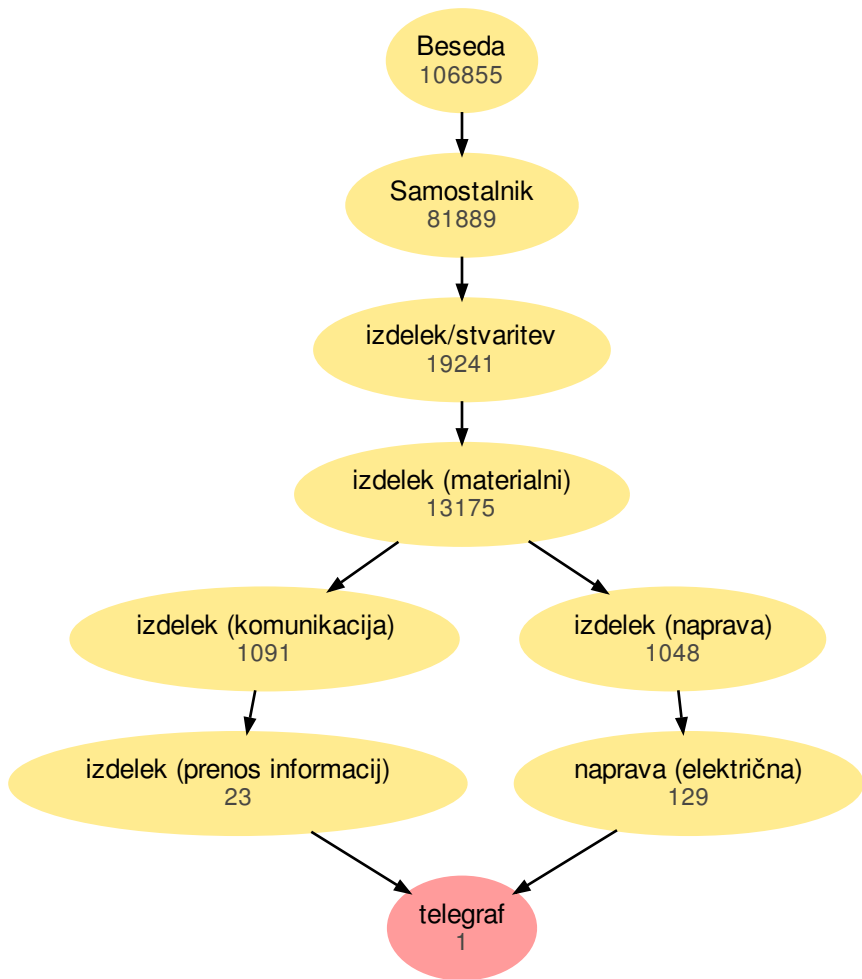 Beseda
106855
Samostalnik
81889
izdelek/stvaritev
19241
izdelek (materialni)
13175
izdelek (komunikacija)
1091
izdelek (naprava)
1048
izdelek (prenos informacij)
23
naprava (električna)
129
telegraf
1